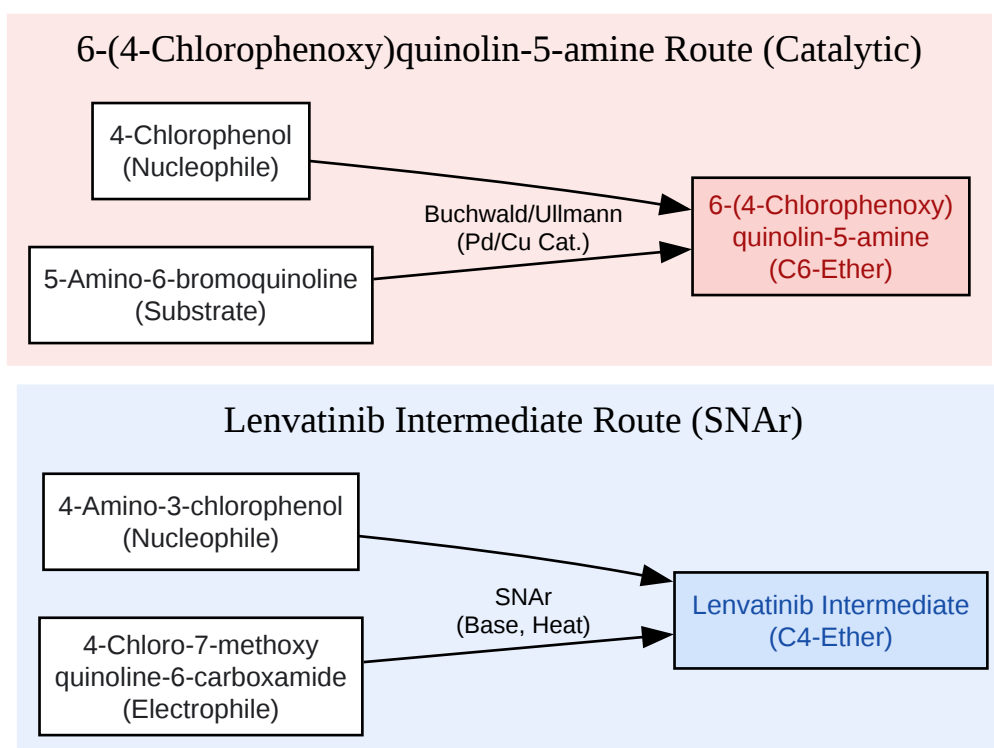 6-(4-Chlorophenoxy)quinolin-5-amine Route (Catalytic)
4-Chlorophenol
(Nucleophile)
Buchwald/Ullmann
(Pd/Cu Cat.)
5-Amino-6-bromoquinoline
(Substrate)
6-(4-Chlorophenoxy)
quinolin-5-amine
(C6-Ether)
Lenvatinib Intermediate Route (SNAr)
4-Amino-3-chlorophenol
(Nucleophile)
SNAr
(Base, Heat)
4-Chloro-7-methoxy
quinoline-6-carboxamide
(Electrophile)
Lenvatinib Intermediate
(C4-Ether)